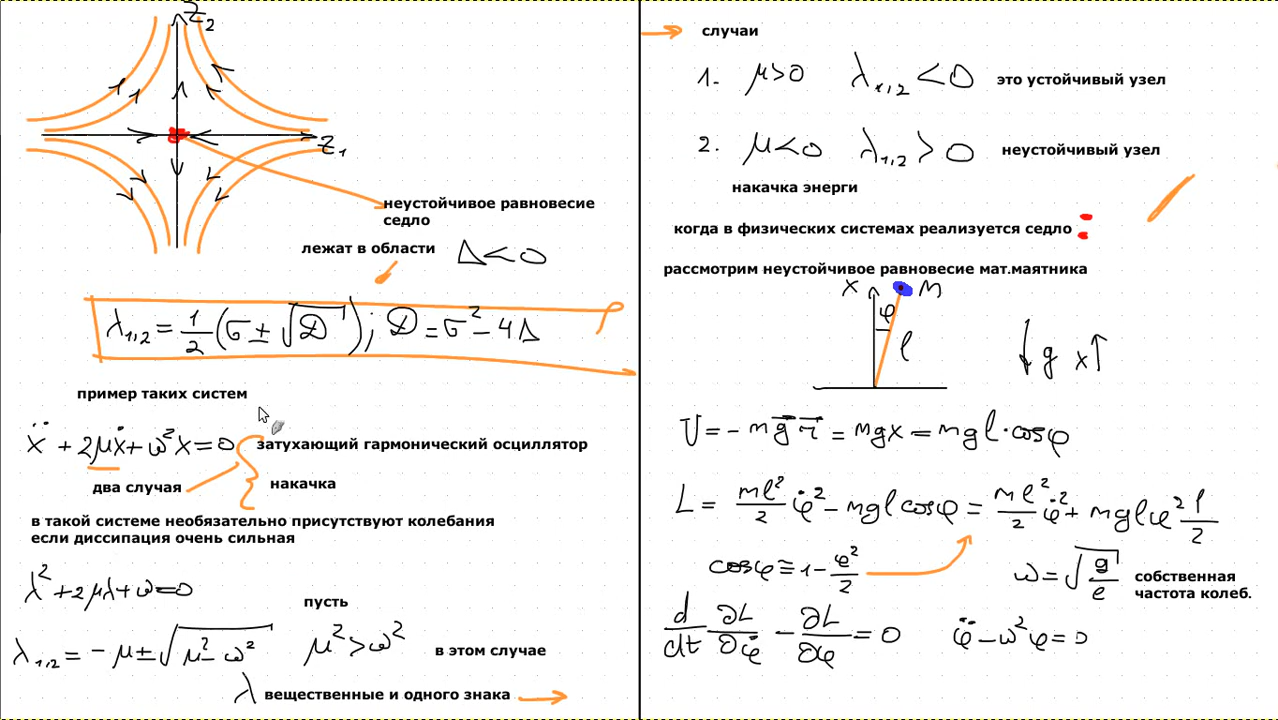 Z₂
Z₁
неустойчивое равновесие
седло
лежат в области Δ<0
λ₁,₂ = 1/2 (σ ± √D); D = σ² - 4Δ
пример таких систем
ẍ + 2μẋ + ω²x = 0 затухающий гармонический осциллятор
два случая накачка
в такой системе необязательно присутствуют колебания
если диссипация очень сильная
λ² + 2μλ + ω = 0
пусть
λ₁,₂ = - μ ± √μ² - ω² μ² > ω² в этом случае
λ вещественные и одного знака
случаи
1. μ>0 λ₁,₂ < 0 это устойчивый узел
2. μ<0 λ₁,₂ > 0 неустойчивый узел
накачка энерги
когда в физических системах реализуется седло
рассмотрим неустойчивое равновесие мат.маятника
x m
φ
l g x
U = - m g⃗ r⃗ = mgx = mgl·cosφ
L = ml²/2 φ̇² - mgl cosφ = ml²/2 φ̇² + mglφ² 1/2
cosφ ≅ 1 - φ²/2 ω = √g/e собственная
частота колеб.
d/dt ∂L/∂φ̇ - ∂L/∂φ = 0 φ̈ - ω²φ = 0